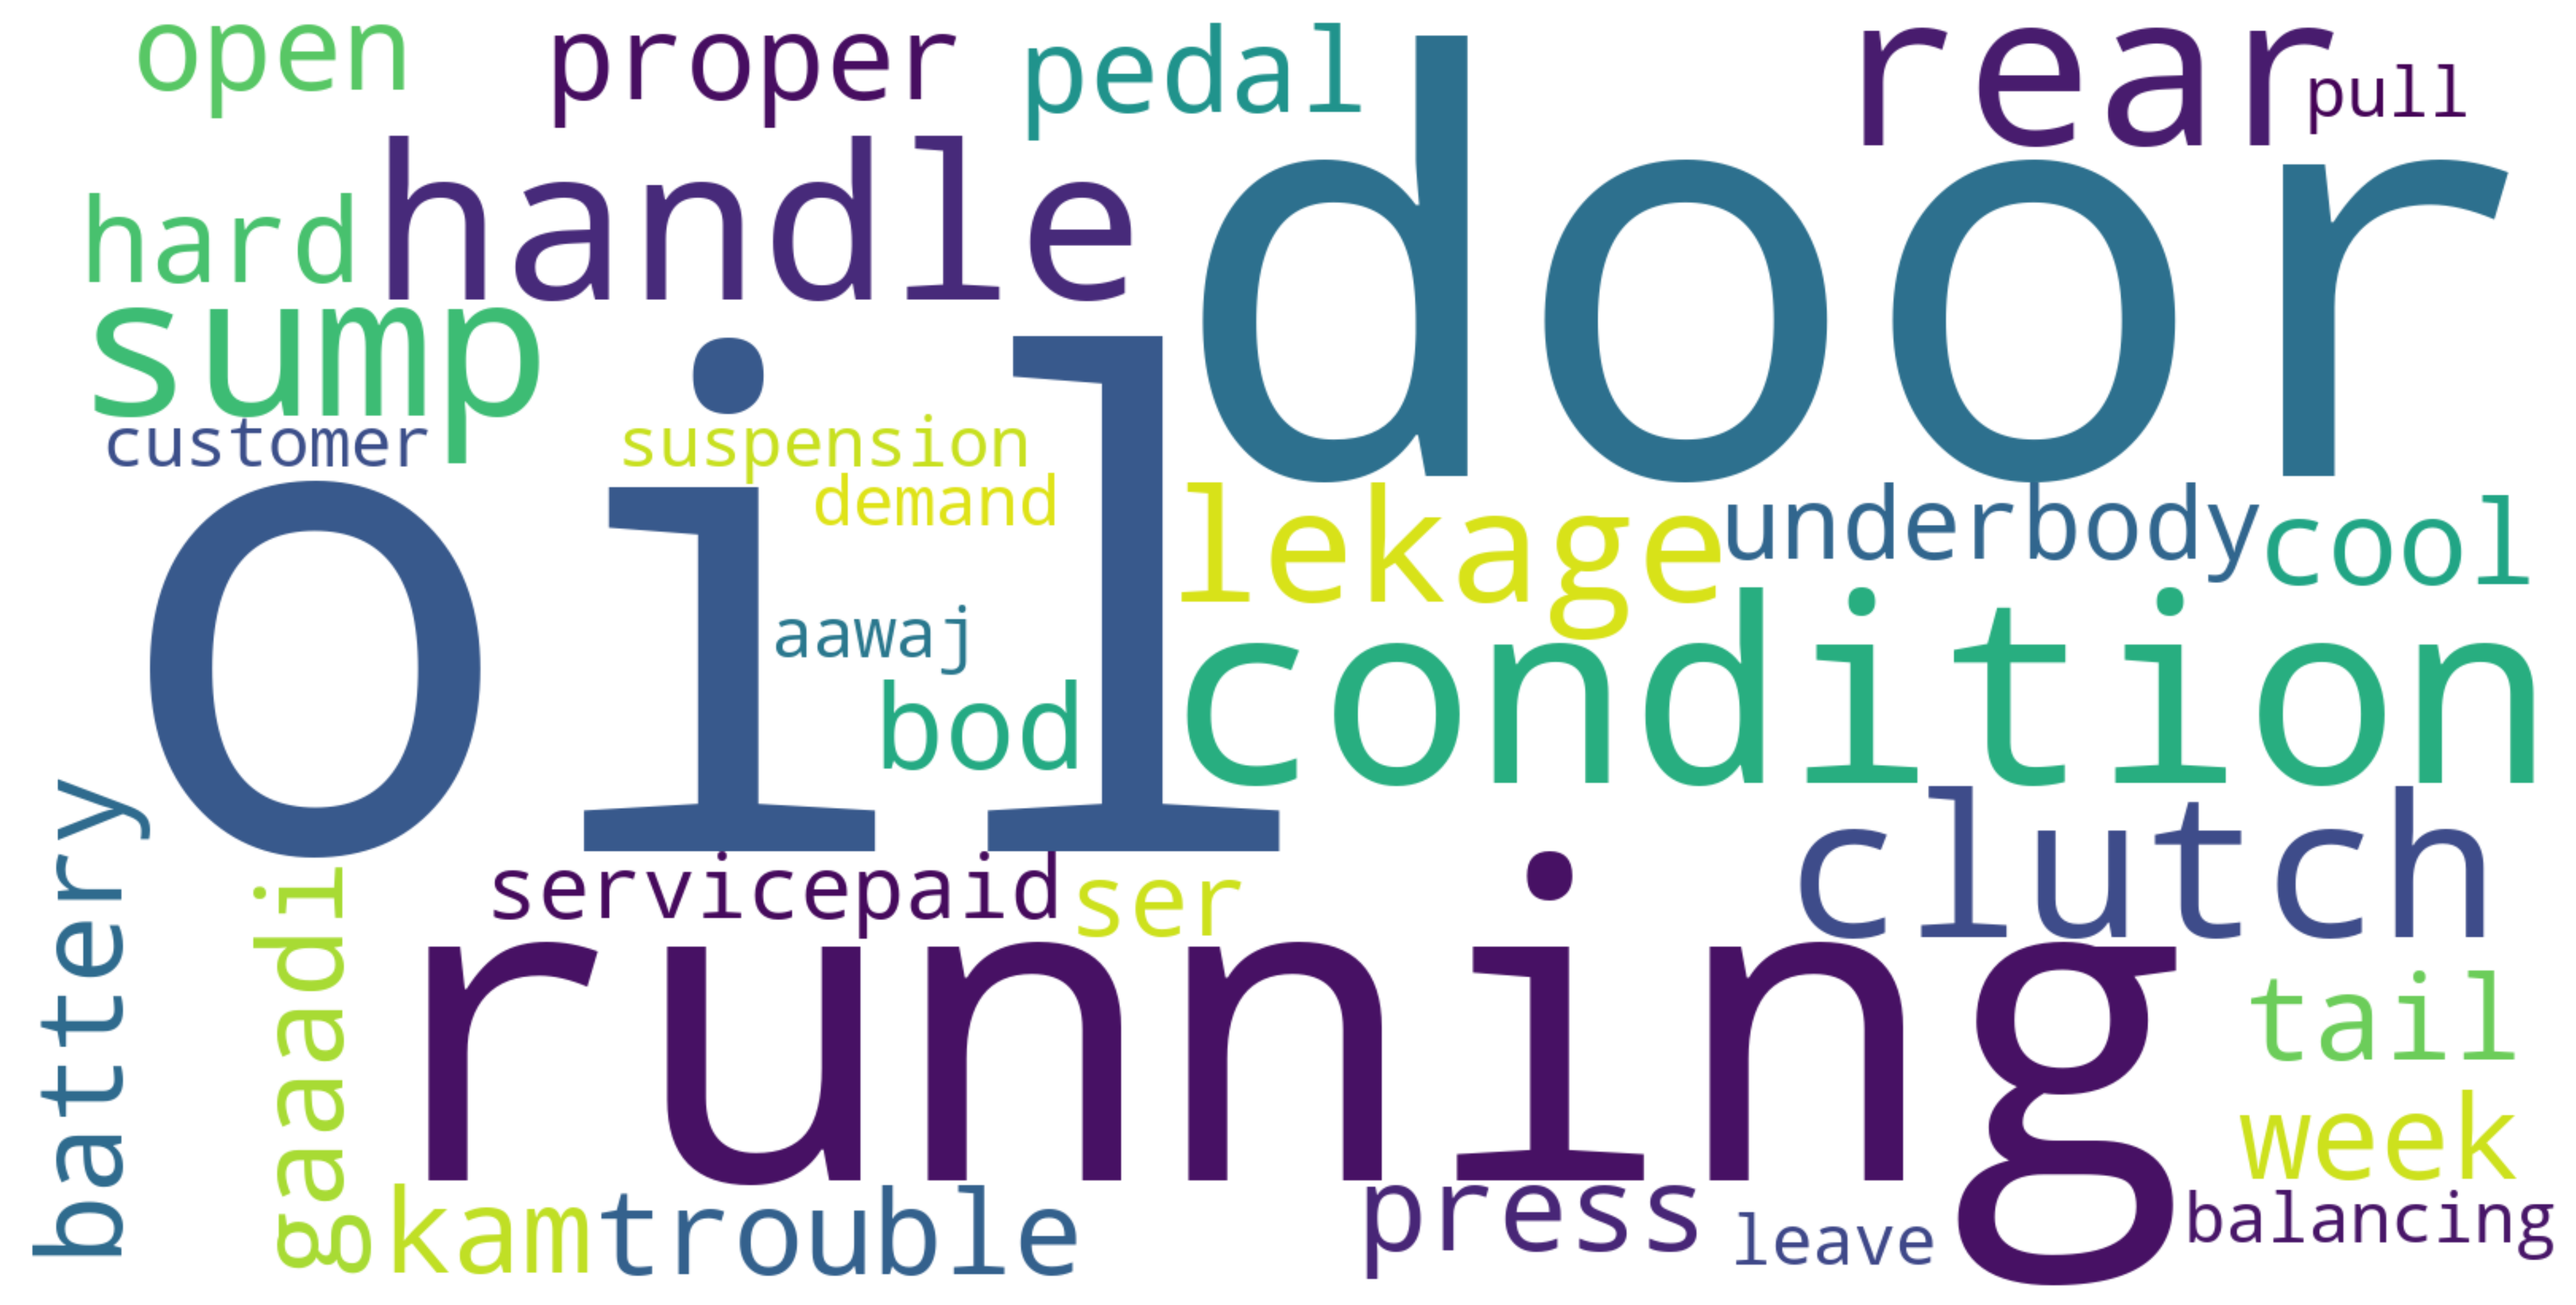 open
proper
pedal
rear
pull
hard
handle
door
sump
customer
suspension
demand
oil
lekage
underbody
cool
aawaj
bod
condition
battery
gaaadi
servicepaid
ser
clutch
running
tail
week
kam
trouble
press
leave
balancing